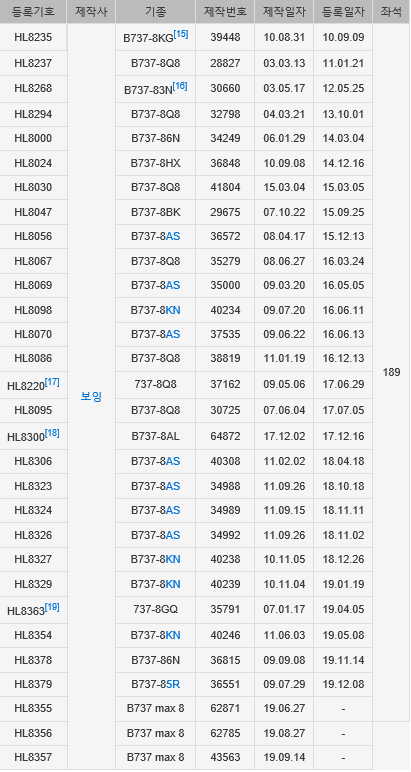 등록기호 제작사 기종 제작번호 제작일자 등록일자 좌석
HL8235 B737-8KG[15] 39448 10.08.31 10.09.09
HL8237 B737-8Q8 28827 03.03.13 11.01.21
HL8268 B737-83N[16] 30660 03.05.17 12.05.25
HL8294 B737-8Q8 32798 04.03.21 13.10.01
HL8000 B737-86N 34249 06.01.29 14.03.04
HL8024 B737-8HX 36848 10.09.08 14.12.16
HL8030 B737-8Q8 41804 15.03.04 15.03.05
HL8047 B737-8BK 29675 07.10.22 15.09.25
HL8056 B737-8AS 36572 08.04.17 15.12.13
HL8067 B737-8Q8 35279 08.06.27 16.03.24
HL8069 B737-8AS 35000 09.03.20 16.05.05
HL8098 B737-8KN 40234 09.07.20 16.06.11
HL8070 B737-8AS 37535 09.06.22 16.06.13
HL8086 B737-8Q8 38819 11.01.19 16.12.13
189
HL8220[17] 737-8Q8 37162 09.05.06 17.06.29
보잉
HL8095 B737-8Q8 30725 07.06.04 17.07.05
HL8300[18] B737-8AL 64872 17.12.02 17.12.16
HL8306 B737-8AS 40308 11.02.02 18.04.18
HL8323 B737-8AS 34988 11.09.26 18.10.18
HL8324 B737-8AS 34989 11.09.15 18.11.11
HL8326 B737-8AS 34992 11.09.26 18.11.02
HL8327 B737-8KN 40238 10.11.05 18.12.26
HL8329 B737-8KN 40239 10.11.04 19.01.19
HL8363[19] 737-8GQ 35791 07.01.17 19.04.05
HL8354 B737-8KN 40246 11.06.03 19.05.08
HL8378 B737-86N 36815 09.09.08 19.11.14
HL8379 B737-85R 36551 09.07.29 19.12.08
HL8355 B737 max 8 62871 19.06.27 -
HL8356 B737 max 8 62785 19.08.27 -
HL8357 B737 max 8 43563 19.09.14 -